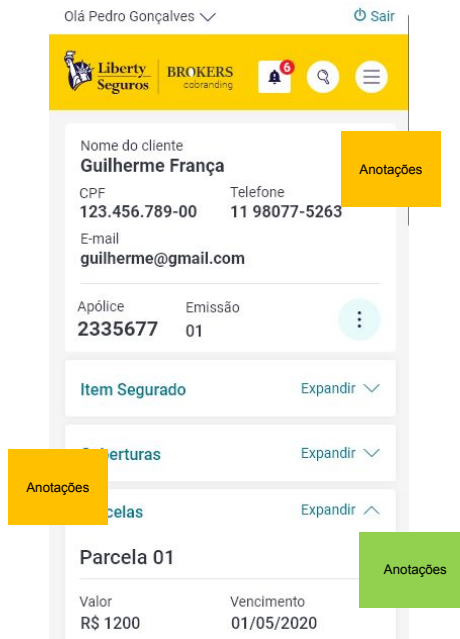 Olá Pedro Gonçalves
Sair
Liberty
Seguros
BROKERS
cobranding
6
Nome do cliente
Guilherme França
Anotações
CPF
Telefone
123.456.789-00
11 98077-5263
E-mail
guilherme@gmail.com
Apólice
Emissão
2335677
01
Item Segurado
Expandir
erturas
Expandir
Anotações
celas
Expandir
Parcela 01
Anotações
Valor
Vencimento
R$ 1200
01/05/2020